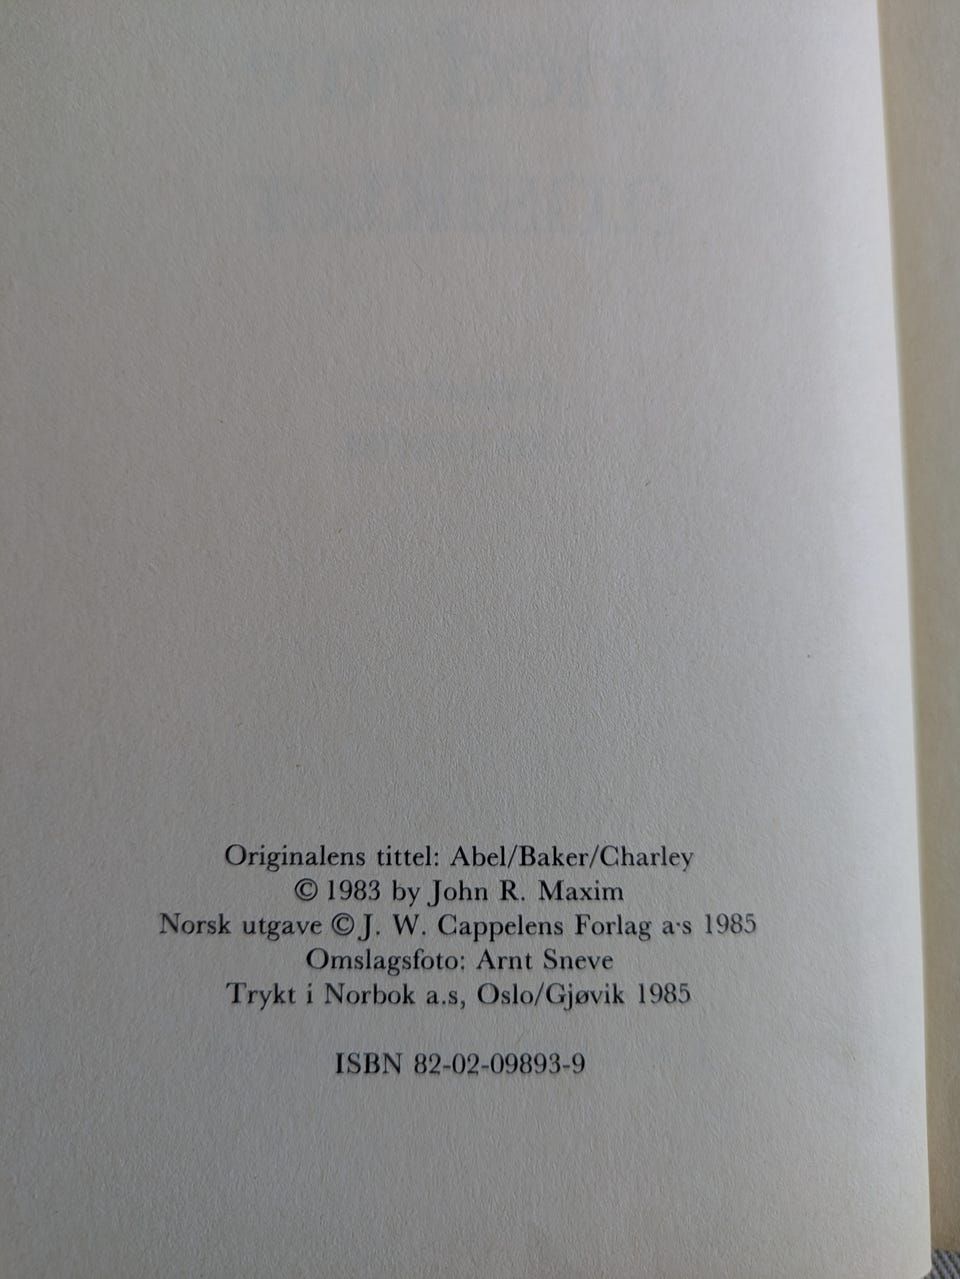 Originalens tittel: Abel/Baker/Charley
© 1983 by John R. Maxim
Norsk utgave © J. W. Cappelens Forlag a·s 1985
Omslagsfoto: Arnt Sneve
Trykt i Norbok a.s, Oslo/Gjøvik 1985
ISBN 82-02-09893-9